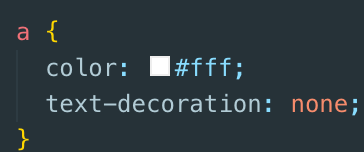 a {
  color: #fff;
  text-decoration: none;
}